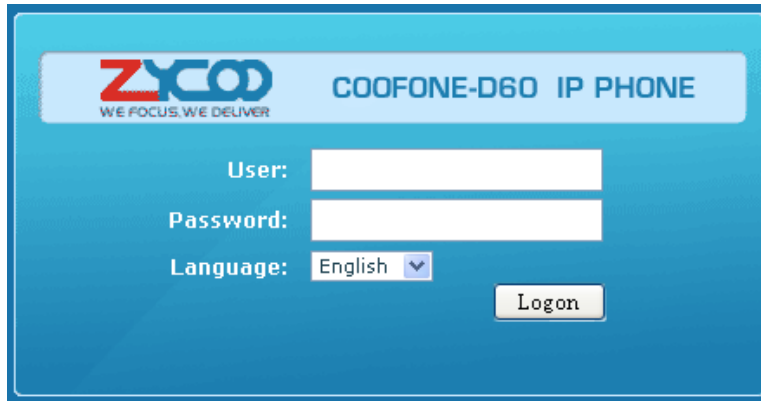 ZYCOO
WE FOCUS, WE DELIVER
COOFONE-D60 IP PHONE
User:
Password:
Language: English
Logon